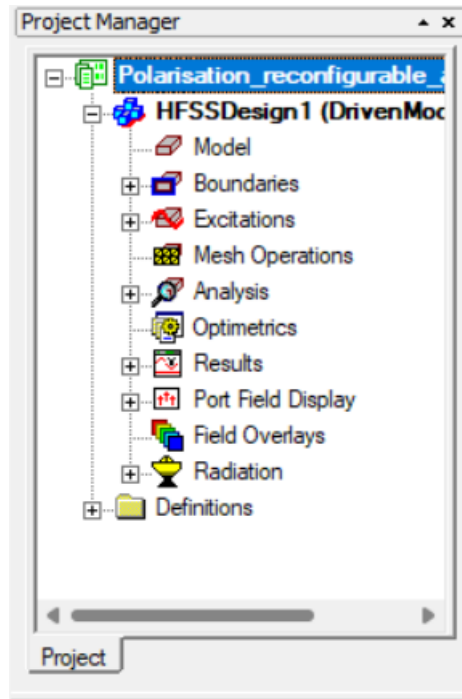 Project Manager
Polarisation_reconfigurable_a
HFSSDesign1 (DrivenMod
Model
Boundaries
Excitations
Mesh Operations
Analysis
Optimetrics
Results
Port Field Display
Field Overlays
Radiation
Definitions
Project